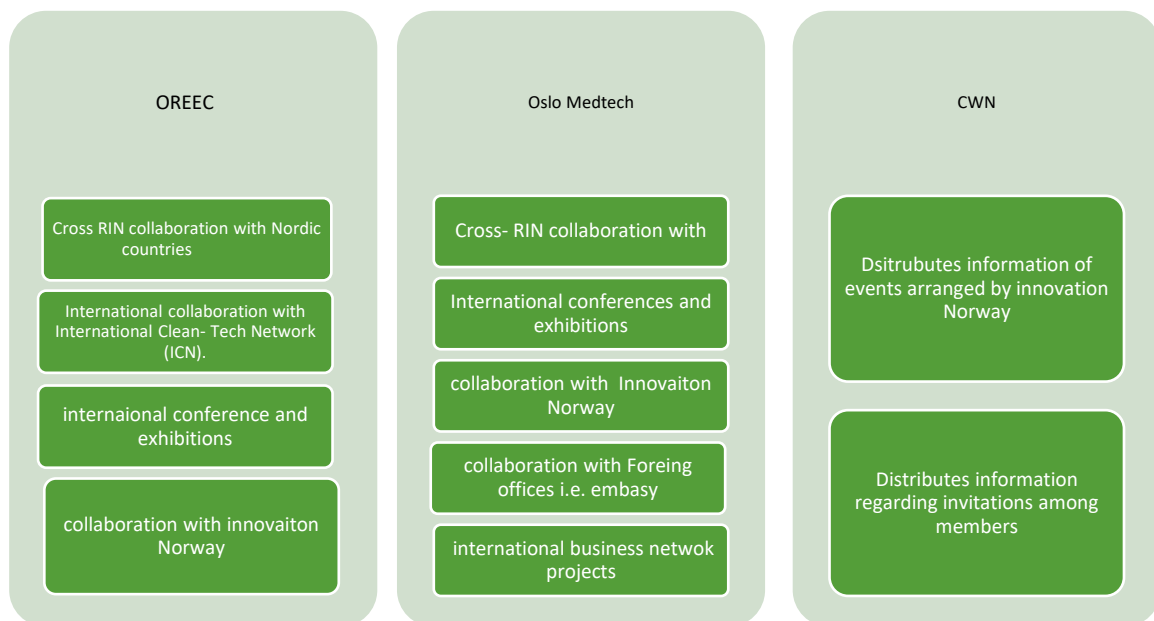 OREEC
Cross RIN collaboration with Nordic
countries
International collaboration with
International Clean- Tech Network
(ICN).
internaional conference and
exhibitions
collaboration with innovaiton
Norway
Oslo Medtech
Cross- RIN collaboration with
International conferences and
exhibitions
collaboration with Innovaiton
Norway
collaboration with Foreing
offices i.e. embasy
international business netwok
projects
CWN
Dsitrubutes information of
events arranged by innovation
Norway
Distributes information
regarding invitations among
members